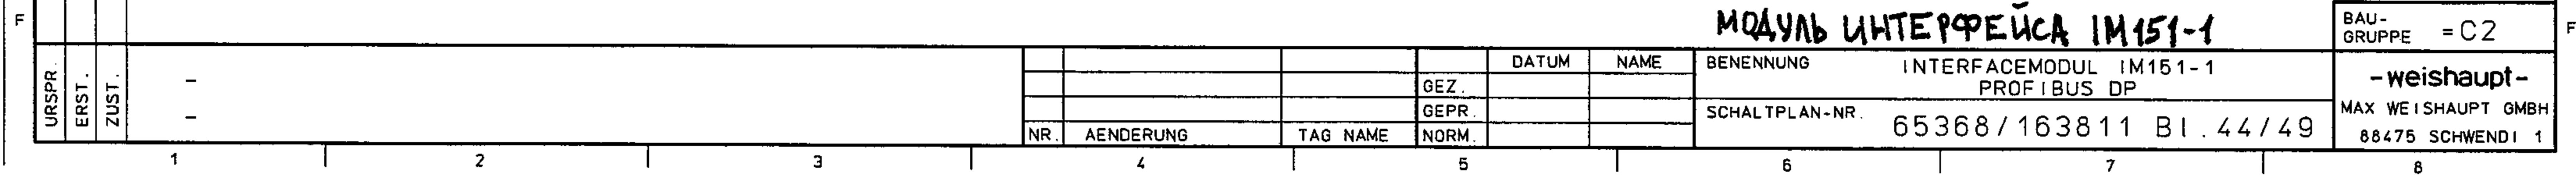 F
МОДУЛЬ ИНТЕРФЕЙСА IM151-1
BAU-
GRUPPE = C2
F
URSPR.
ERST.
ZUST.
-
-
DATUM NAME
GEZ.
GEPR.
NR. AENDERUNG TAG NAME NORM.
BENENNUNG INTERFACEMODUL IM151-1
PROFIBUS DP
SCHALTPLAN-NR. 65368/163811 Bl.44/49
-weishaupt-
MAX WEISHAUPT GMBH
88475 SCHWENDI 1
1 2 3 4 5 6 7 8